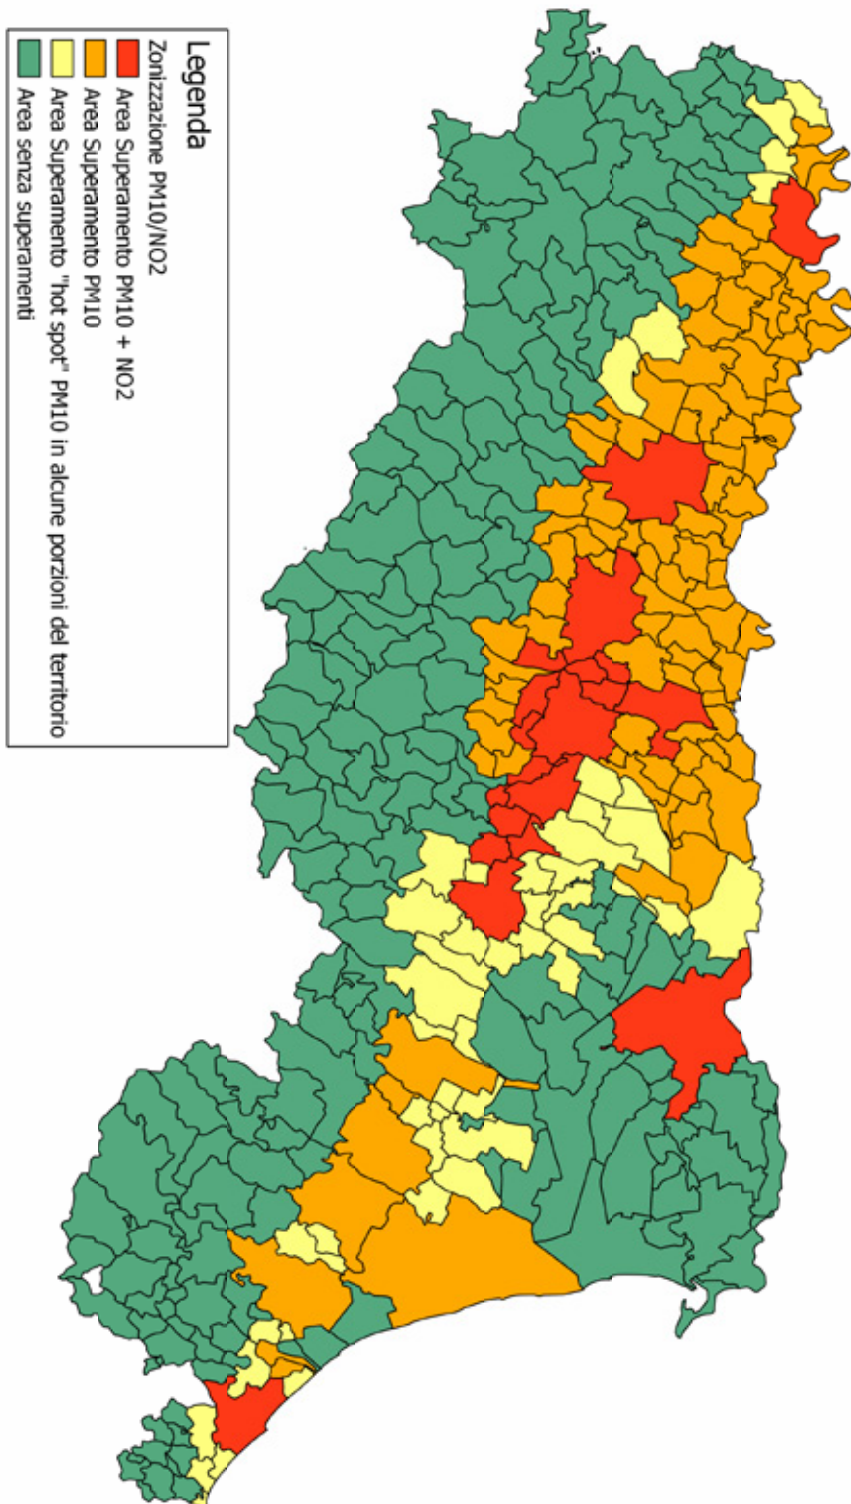 Legenda
Zonizzazione PM10/NO2
Area Superamento PM10 + NO2
Area Superamento PM10
Area Superamento "hot spot" PM10 in alcune porzioni del territorio
Area senza superamenti